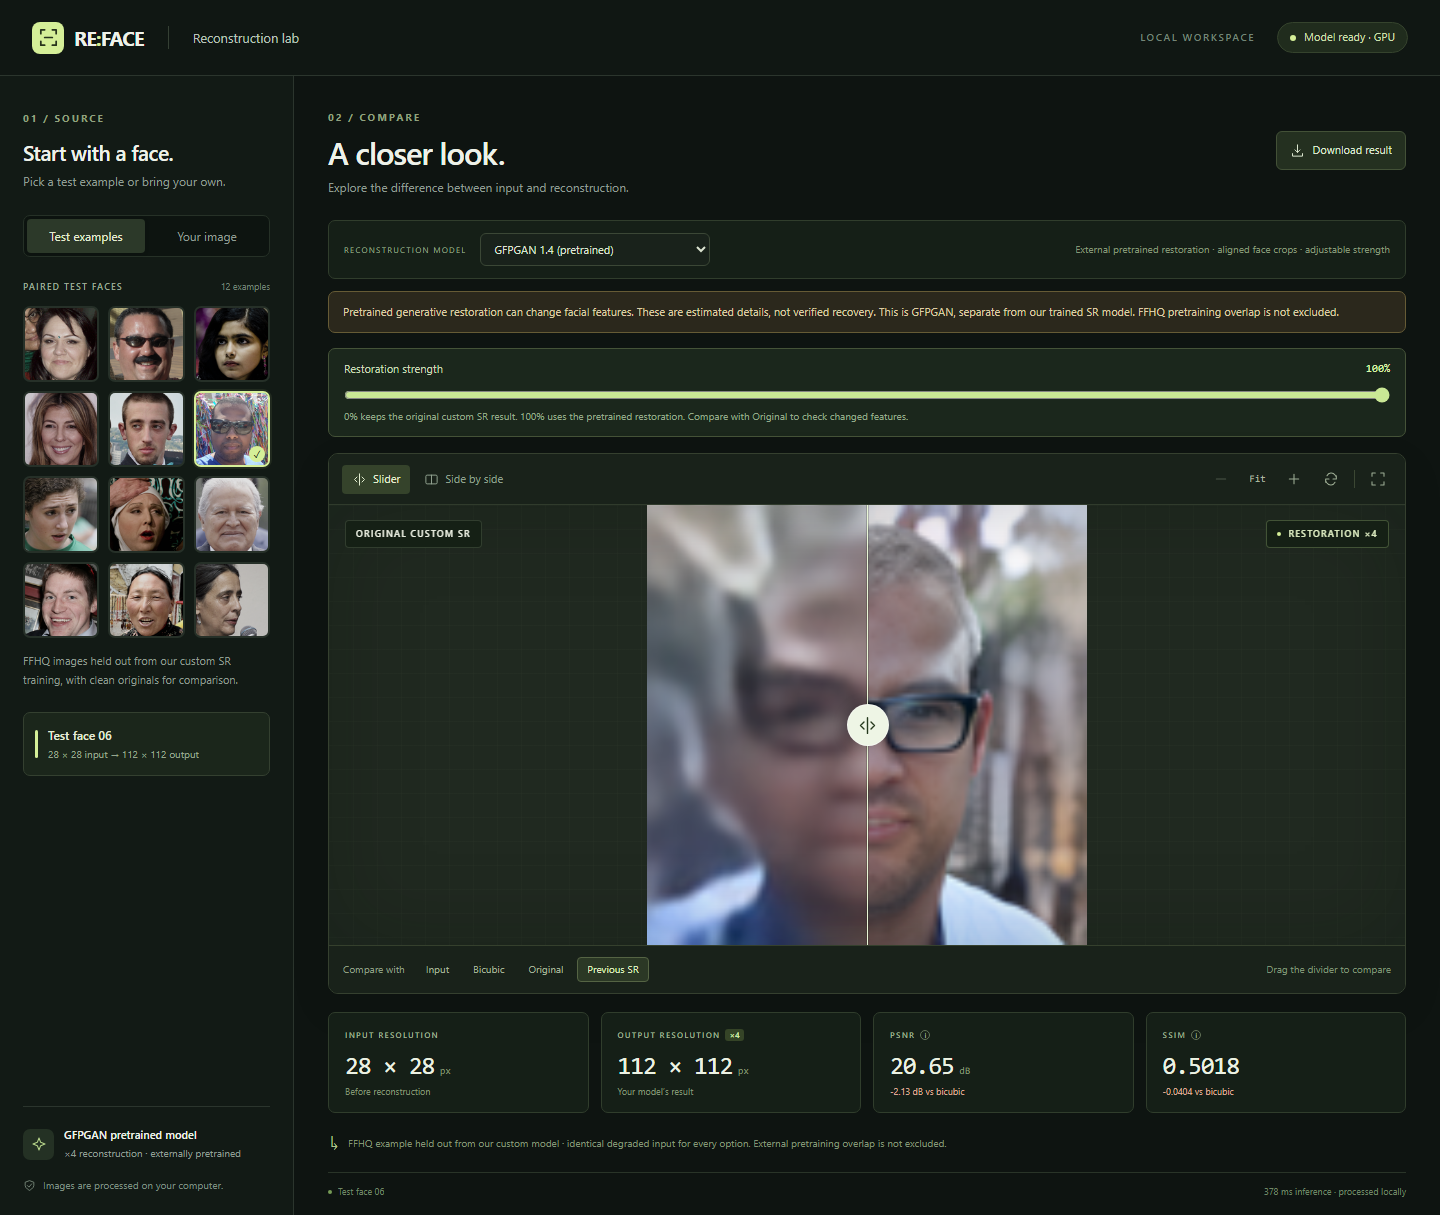 RE:FACE
Reconstruction lab
LOCAL WORKSPACE
Model ready · GPU
01 / SOURCE
Start with a face.
Pick a test example or bring your own.
Test examples
Your image
PAIRED TEST FACES
12 examples
FFHQ images held out from our custom SR
training, with clean originals for comparison.
Test face 06
28 × 28 input → 112 × 112 output
GFPGAN pretrained model
×4 reconstruction · externally pretrained
Images are processed on your computer.
02 / COMPARE
A closer look.
Explore the difference between input and reconstruction.
Download result
RECONSTRUCTION MODEL
GFPGAN 1.4 (pretrained)
External pretrained restoration · aligned face crops · adjustable strength
Pretrained generative restoration can change facial features. These are estimated details, not verified recovery. This is GFPGAN, separate from our trained SR model. FFHQ pretraining overlap is not excluded.
Restoration strength
100%
0% keeps the original custom SR result. 100% uses the pretrained restoration. Compare with Original to check changed features.
Slider
Side by side
Fit
ORIGINAL CUSTOM SR
RESTORATION ×4
Compare with
Input
Bicubic
Original
Previous SR
Drag the divider to compare
INPUT RESOLUTION
28 × 28 px
Before reconstruction
OUTPUT RESOLUTION ×4
112 × 112 px
Your model's result
PSNR
20.65 dB
-2.13 dB vs bicubic
SSIM
0.5018
-0.0404 vs bicubic
FFHQ example held out from our custom model · identical degraded input for every option. External pretraining overlap is not excluded.
Test face 06
378 ms inference · processed locally